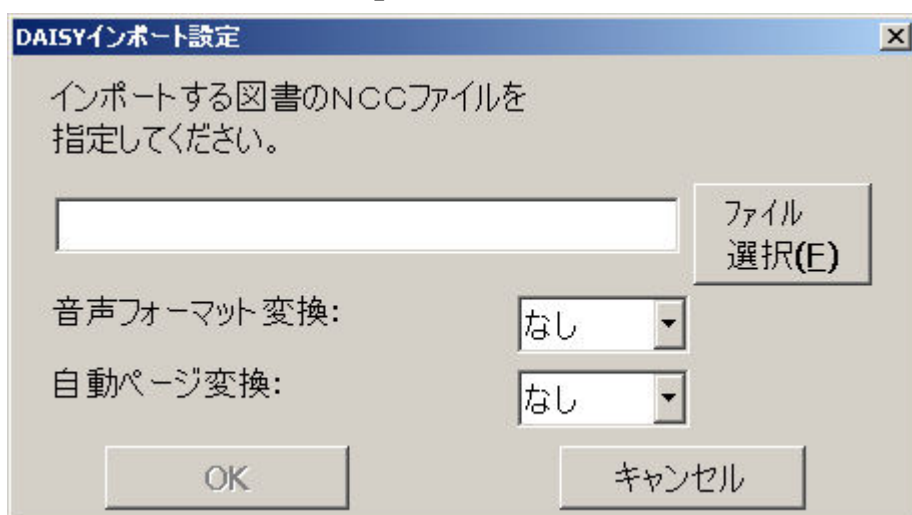 DAISYインポート設定
インポートする図書のNCCファイルを
指定してください。
ファイル
選択(F)
音声フォーマット変換:
なし
自動ページ変換:
なし
OK
キャンセル